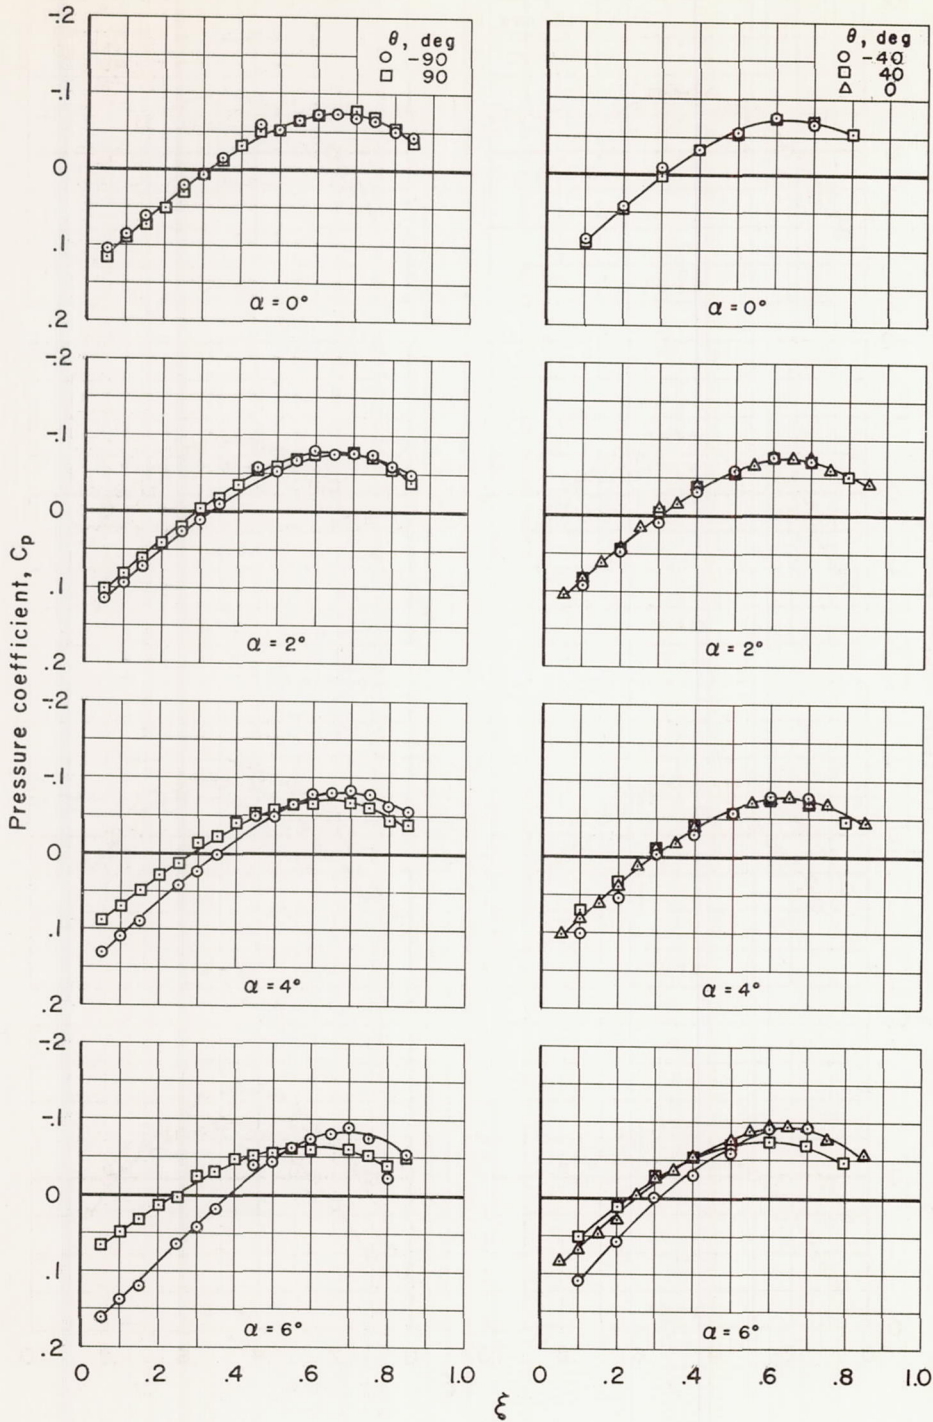 Pressure coefficient, Cp
-.2
-.1
0
.1
.2
θ, deg
-90
90
α = 0°
θ, deg
-40
40
0
α = 0°
-.2
-.1
0
.1
.2
α = 2°
α = 2°
-.2
-.1
0
.1
.2
α = 4°
α = 4°
-.2
-.1
0
.1
.2
α = 6°
α = 6°
0 .2 .4 .6 .8 1.0
0 .2 .4 .6 .8 1.0
ξ